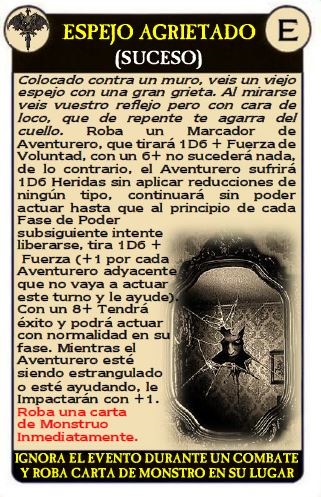 ESPEJO AGRIETADO
E
(SUCESO)
Colocado contra un muro, veis un viejo
espejo con una gran grieta. Al mirarse
veis vuestro reflejo pero con cara de
loco, que de repente te agarra del
cuello. Roba un Marcador de
Aventurero, que tirará 1D6 + Fuerza de
Voluntad, con un 6+ no sucederá nada,
de lo contrario, el Aventurero sufrirá
1D6 Heridas sin aplicar reducciones de
ningún tipo, continuará sin poder
actuar hasta que al principio de cada
Fase de Poder
subsiguiente intente
liberarse, tira 1D6 +
Fuerza (+1 por cada
Aventurero adyacente
que no vaya a actuar
este turno y le ayude).
Con un 8+ Tendrá
éxito y podrá actuar
con normalidad en su
fase. Mientras el
Aventurero esté
siendo estrangulado
o esté ayudando, le
Impactarán con +1.
Roba una carta
de Monstruo
Inmediatamente.
IGNORA EL EVENTO DURANTE UN COMBATE
Y ROBA CARTA DE MONSTRO EN SU LUGAR